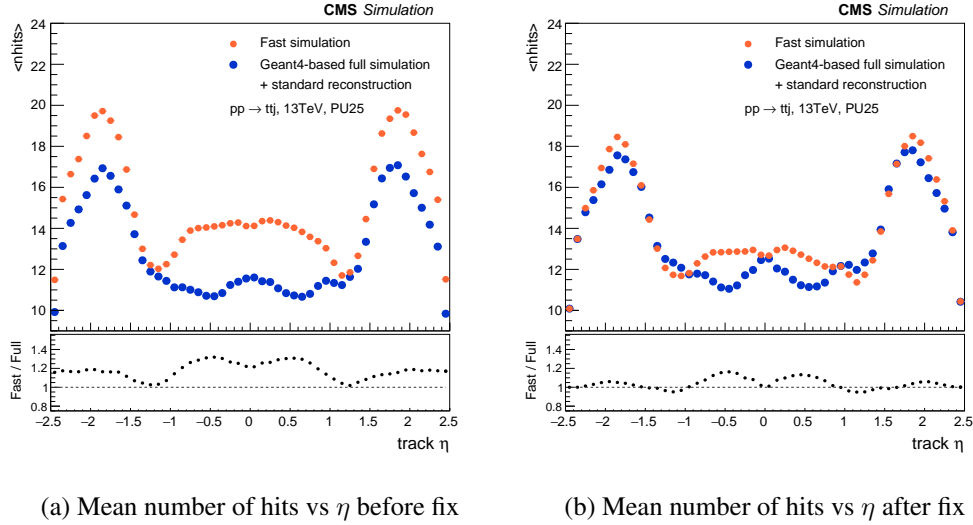 CMS Simulation
<nhits>
24
22
20
18
16
14
12
10
Fast simulation
Geant4-based full simulation
+ standard reconstruction
pp → ttj, 13TeV, PU25
Fast / Full
1.4
1.2
1
0.8
−2.5 −2 −1.5 −1 −0.5 0 0.5 1 1.5 2 2.5
track η
(a) Mean number of hits vs η before fix
CMS Simulation
<nhits>
24
22
20
18
16
14
12
10
Fast simulation
Geant4-based full simulation
+ standard reconstruction
pp → ttj, 13TeV, PU25
Fast / Full
1.4
1.2
1
0.8
−2.5 −2 −1.5 −1 −0.5 0 0.5 1 1.5 2 2.5
track η
(b) Mean number of hits vs η after fix